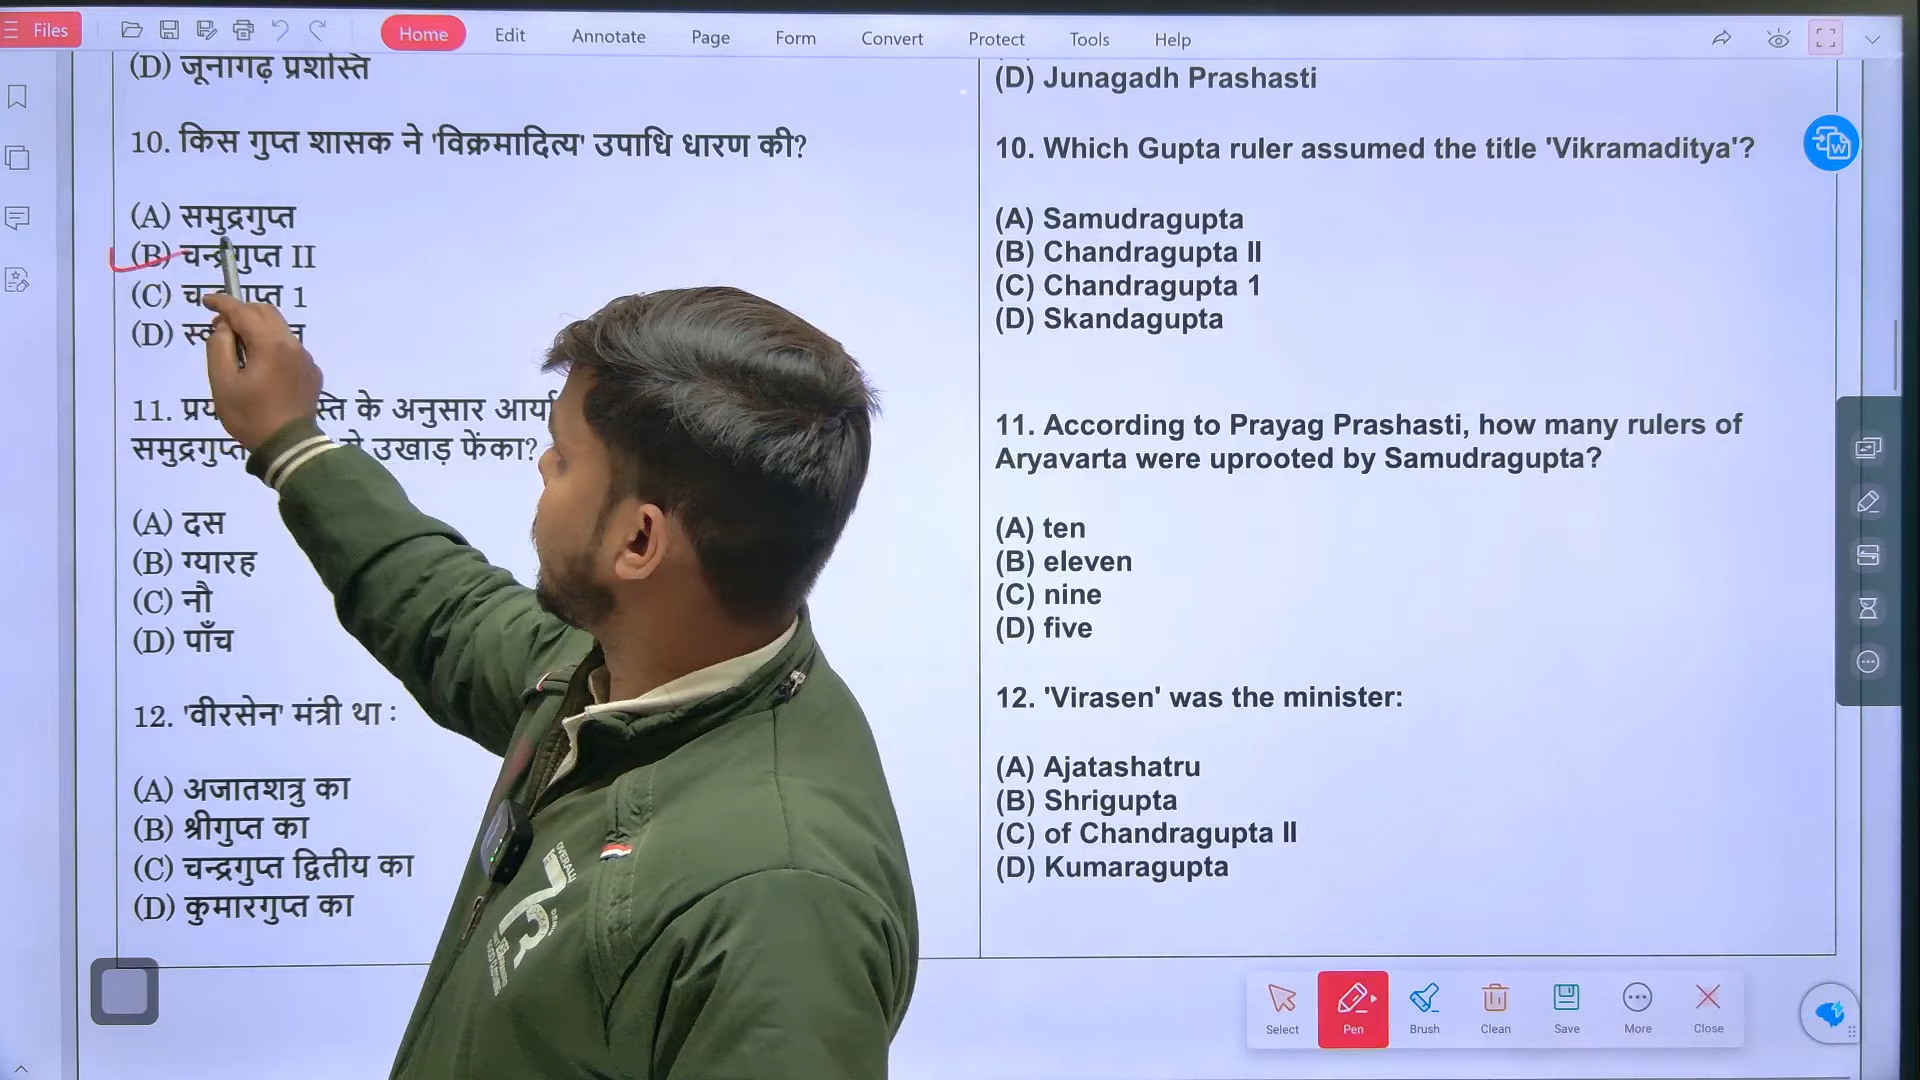 Files
Home Edit Annotate Page Form Convert Protect Tools Help
(D) जूनागढ़ प्रशस्ति
10. किस गुप्त शासक ने 'विक्रमादित्य' उपाधि धारण की?
(A) समुद्रगुप्त
(B) चन्द्रगुप्त II
(C) गुप्त 1
(D)
11. स्ति के अनुसार
समुद्रगुप्त से उखाड़ फेंका?
(A) दस
(B) ग्यारह
(C) नौ
(D) पाँच
12. 'वीरसेन' मंत्री था :
(A) अजातशत्रु का
(B) श्रीगुप्त का
(C) चन्द्रगुप्त द्वितीय का
(D) कुमारगुप्त का
(D) Junagadh Prashasti
10. Which Gupta ruler assumed the title 'Vikramaditya'?
(A) Samudragupta
(B) Chandragupta II
(C) Chandragupta 1
(D) Skandagupta
11. According to Prayag Prashasti, how many rulers of
Aryavarta were uprooted by Samudragupta?
(A) ten
(B) eleven
(C) nine
(D) five
12. 'Virasen' was the minister:
(A) Ajatashatru
(B) Shrigupta
(C) of Chandragupta II
(D) Kumaragupta
Select Pen Brush Clean Save More Close